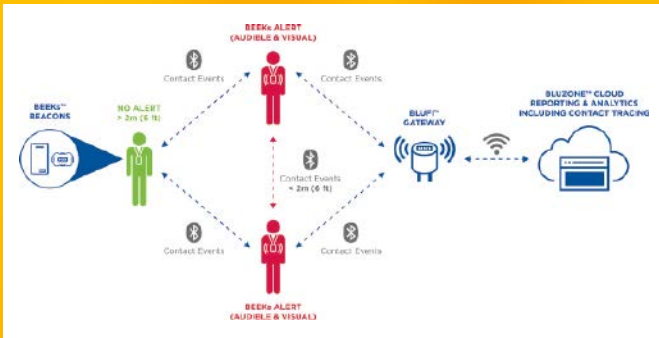 BEEKs ALERT
(AUDIBLE & VISUAL)
Contact Events
Contact Events
BEEKs™
BEACONS
NO ALERT
> 2m (6 ft)
BLUFI™
GATEWAY
BLUZONE™ CLOUD
REPORTING & ANALYTICS
INCLUDING CONTACT TRACING
Contact Events
< 2m (6 ft)
Contact Events
Contact Events
BEEKs ALERT
(AUDIBLE & VISUAL)